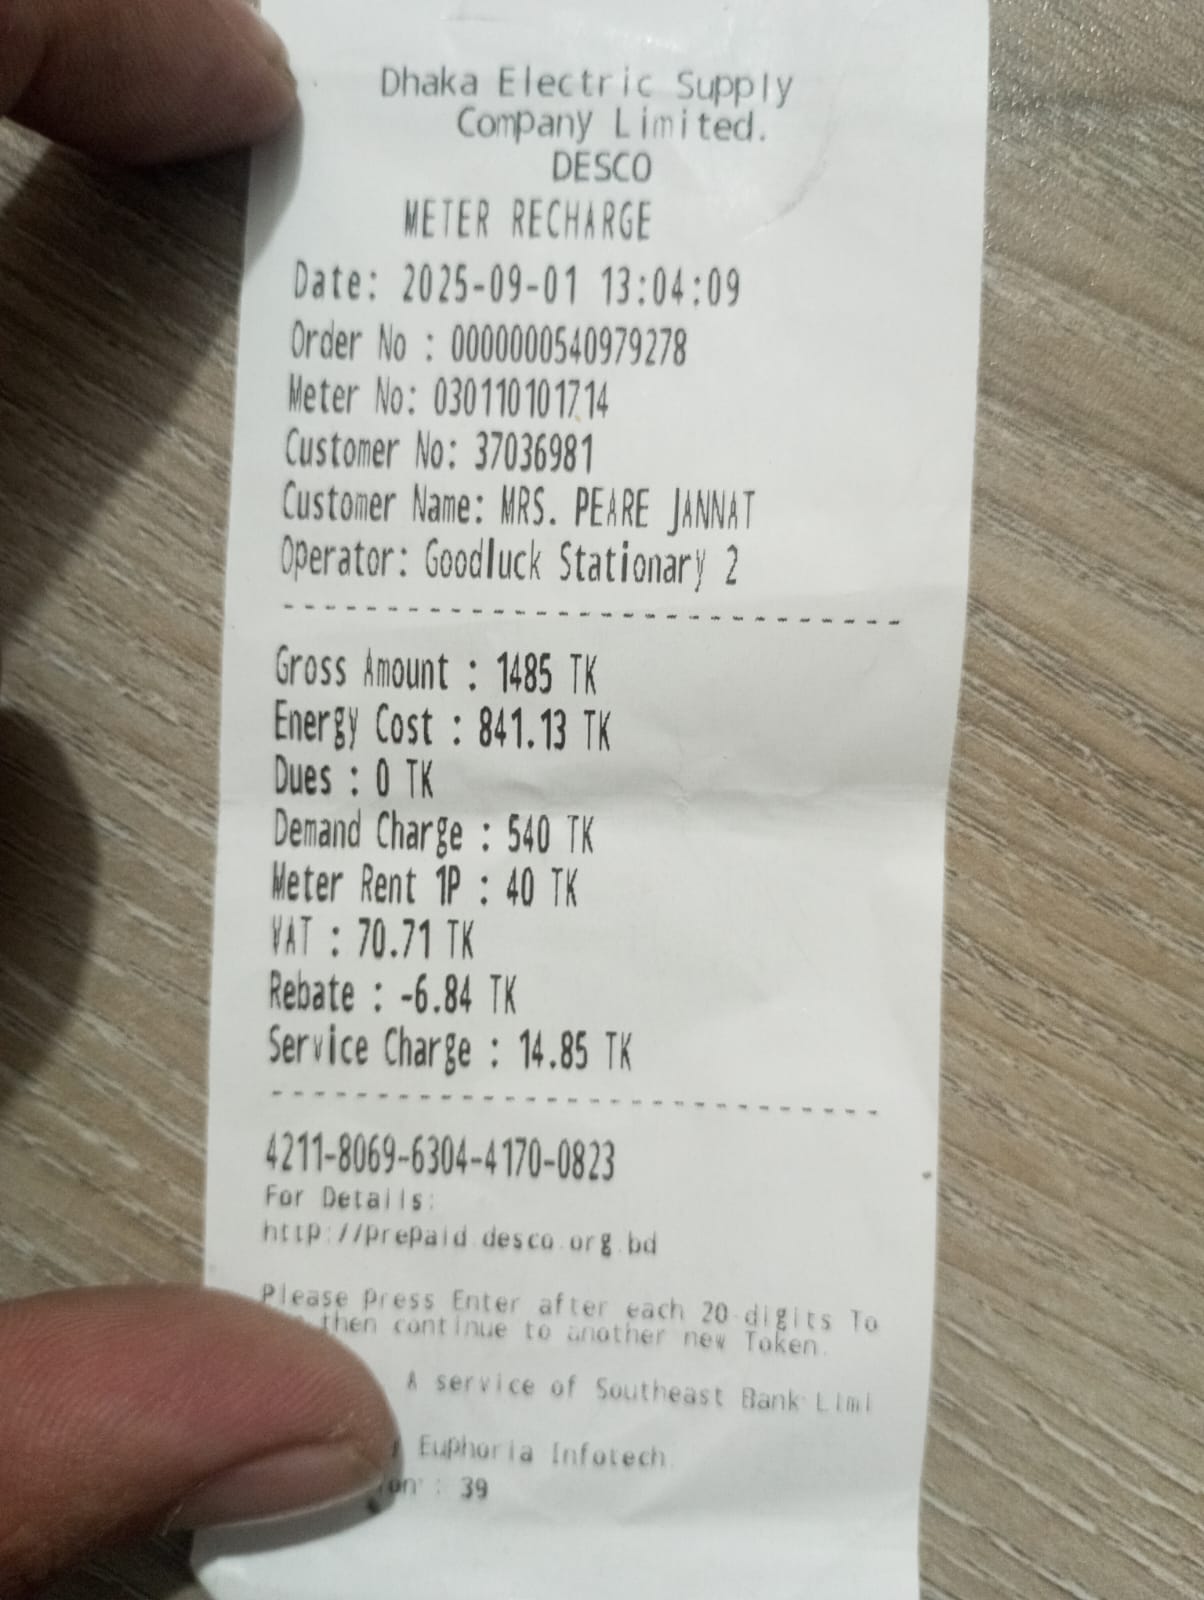 Dhaka Electric Supply
Company Limited.
DESCO
METER RECHARGE
Date: 2025-09-01 13:04:09
Order No : 0000000540979278
Meter No: 030110101714
Customer No: 37036981
Customer Name: MRS. PEARE JANNAT
Operator: Goodluck Stationary 2
Gross Amount : 1485 TK
Energy Cost : 841.13 TK
Dues : 0 TK
Demand Charge : 540 TK
Meter Rent 1P : 40 TK
VAT : 70.71 TK
Rebate : -6.84 TK
Service Charge : 14.85 TK
4211-8069-6304-4170-0823
For Details:
http://prepaid.desco.org.bd
Please press Enter after each 20-digits To
then continue to another new Token.
A service of Southeast Bank Limi
Euphoria Infotech
: 39